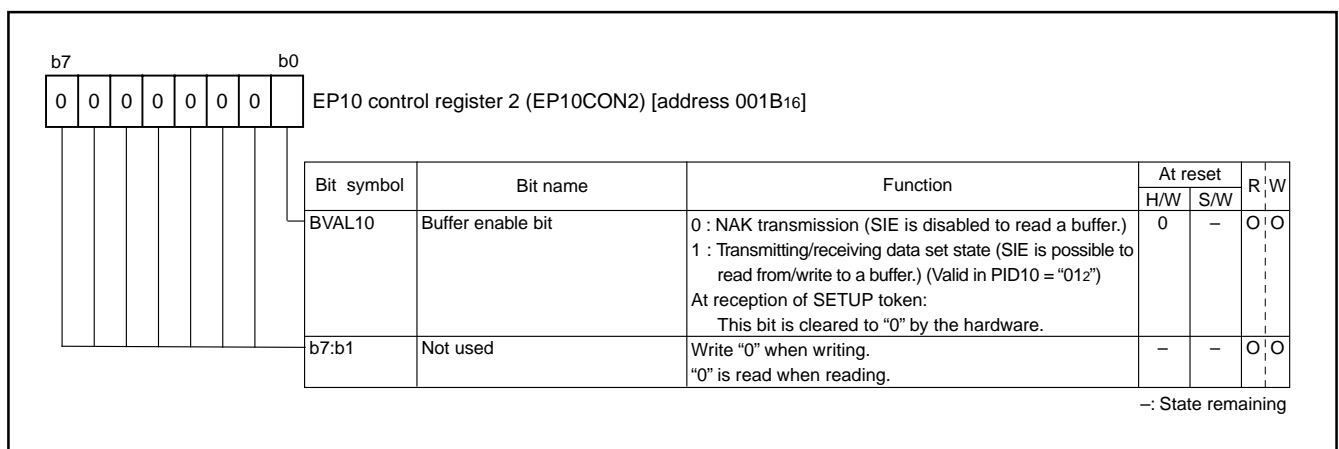 b7 b0
0 0 0 0 0 0 0 EP10 control register 2 (EP10CON2) [address 001B16]
Bit symbol Bit name Function At reset R W
H/W S/W
BVAL10 Buffer enable bit 0 : NAK transmission (SIE is disabled to read a buffer.) 0 – O O
1 : Transmitting/receiving data set state (SIE is possible to
read from/write to a buffer.) (Valid in PID10 = “012”)
At reception of SETUP token:
This bit is cleared to “0” by the hardware.
b7:b1 Not used Write “0” when writing. – – O O
“0” is read when reading.
–: State remaining